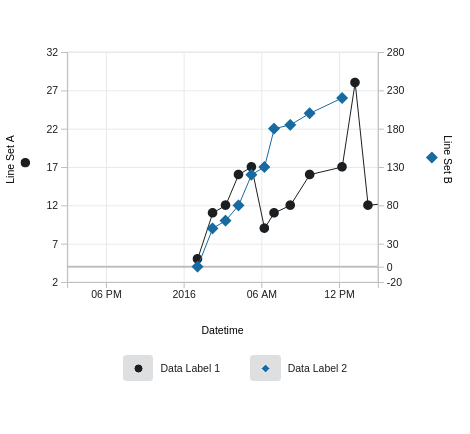 32
280
27
230
22
180
17
130
12
80
7
30
0
2
-20
Line Set A
Line Set B
06 PM
2016
06 AM
12 PM
Datetime
Data Label 1
Data Label 2